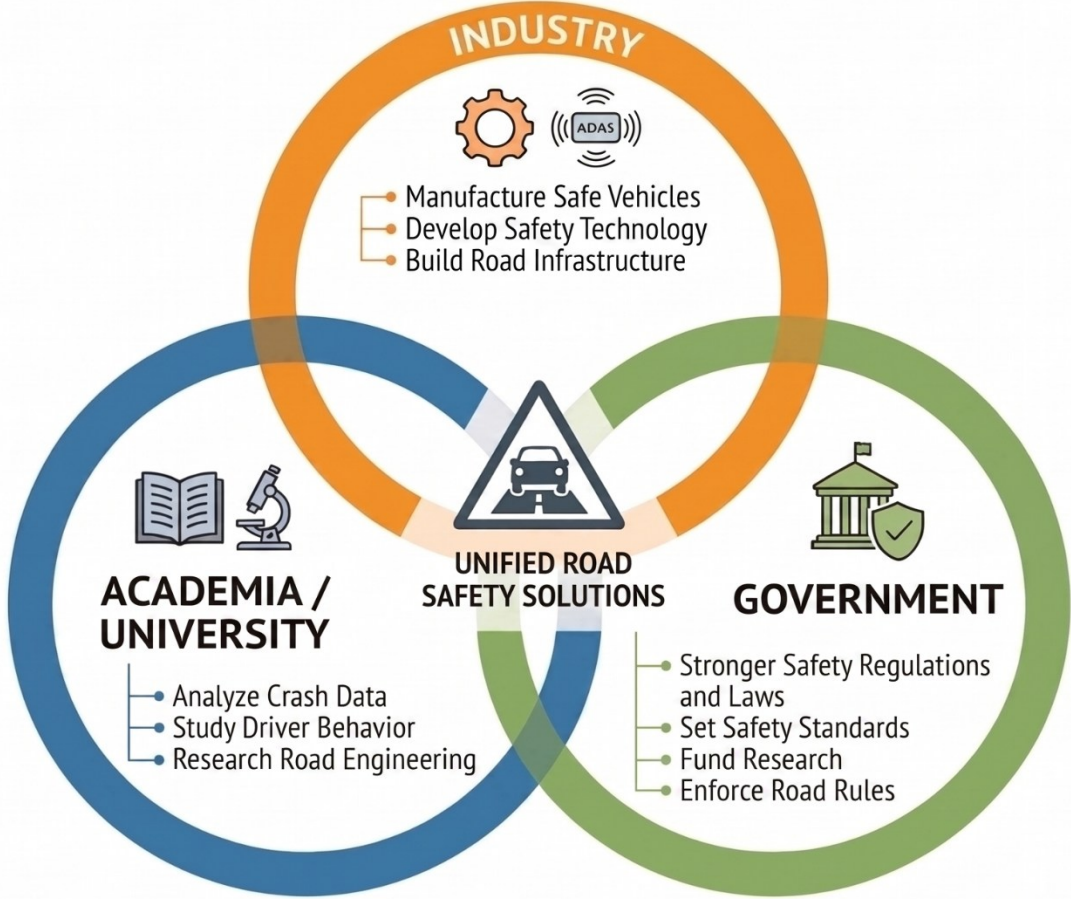 INDUSTRY
ADAS
Manufacture Safe Vehicles
Develop Safety Technology
Build Road Infrastructure
UNIFIED ROAD
SAFETY SOLUTIONS
ACADEMIA /
UNIVERSITY
Analyze Crash Data
Study Driver Behavior
Research Road Engineering
GOVERNMENT
Stronger Safety Regulations
and Laws
Set Safety Standards
Fund Research
Enforce Road Rules